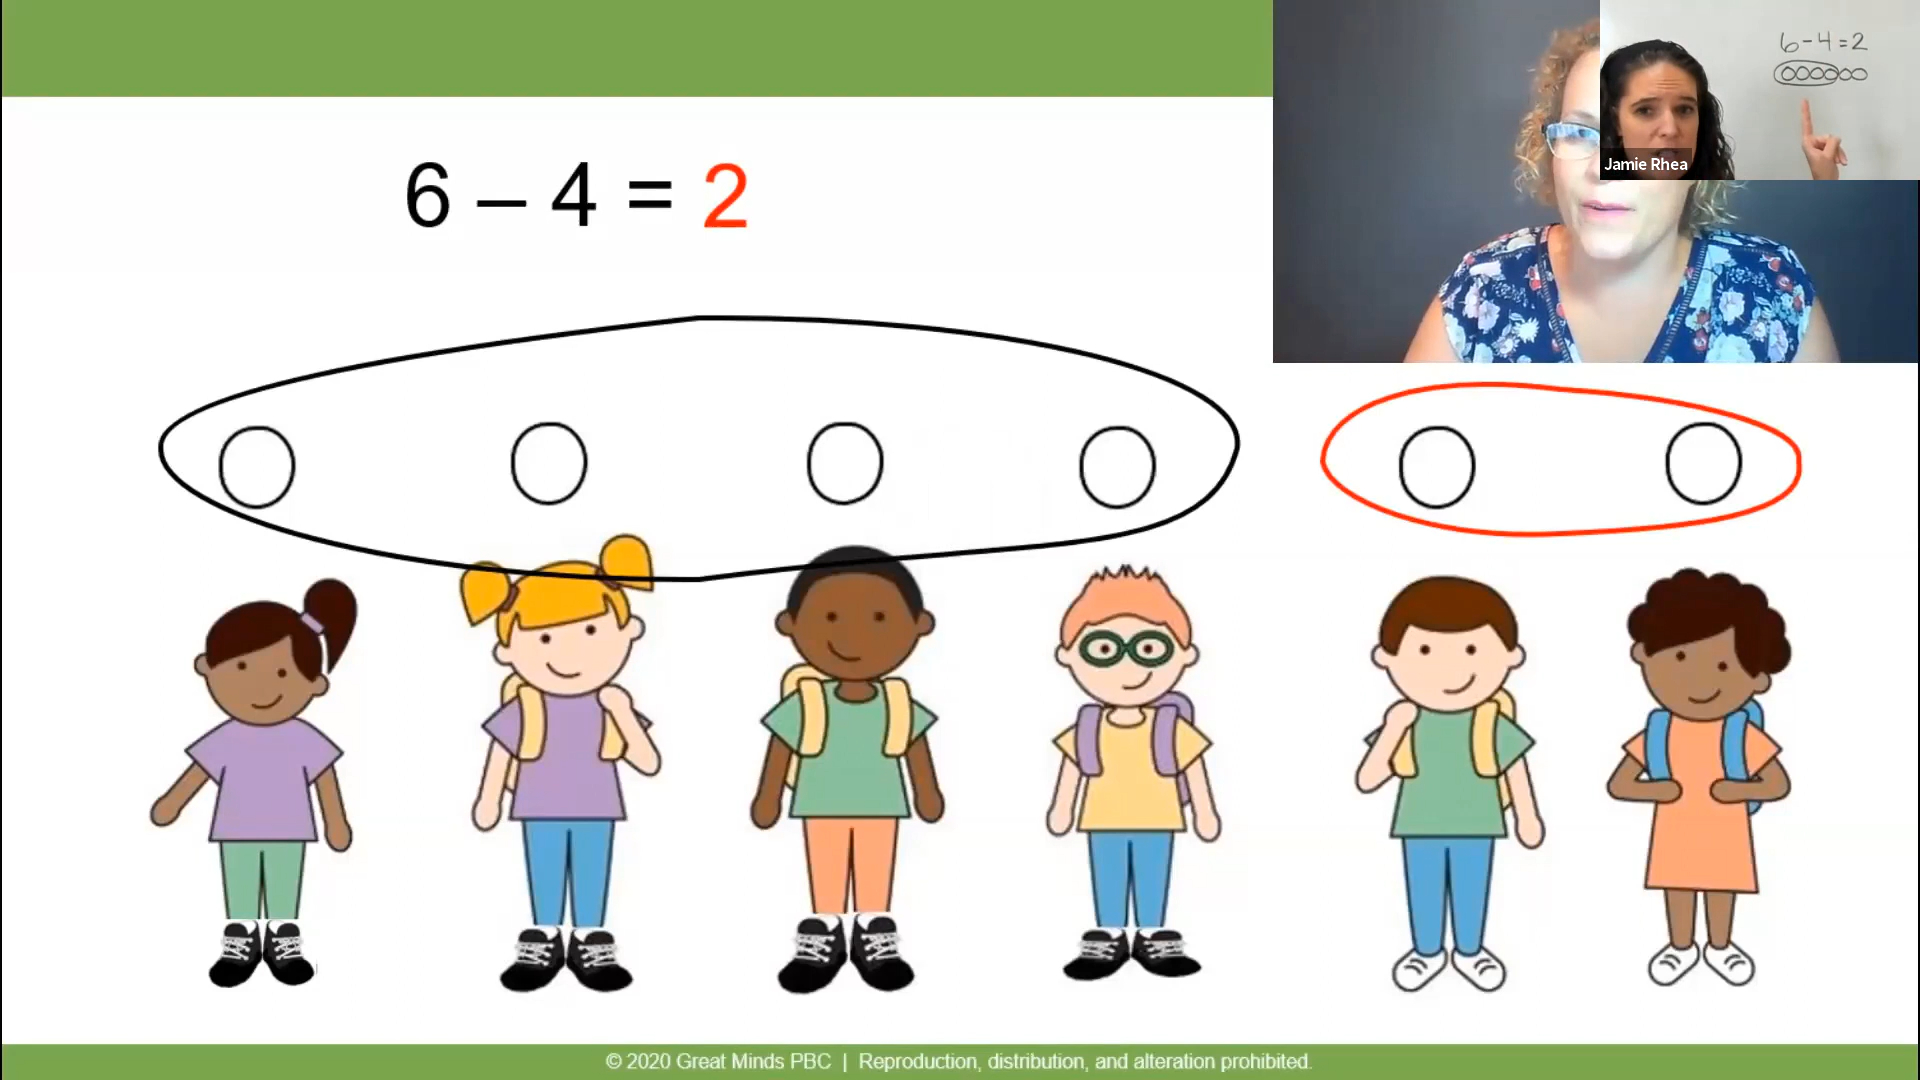 6 – 4 = 2
6-4=2
Jamie Rhea
© 2020 Great Minds PBC | Reproduction, distribution, and alteration prohibited.